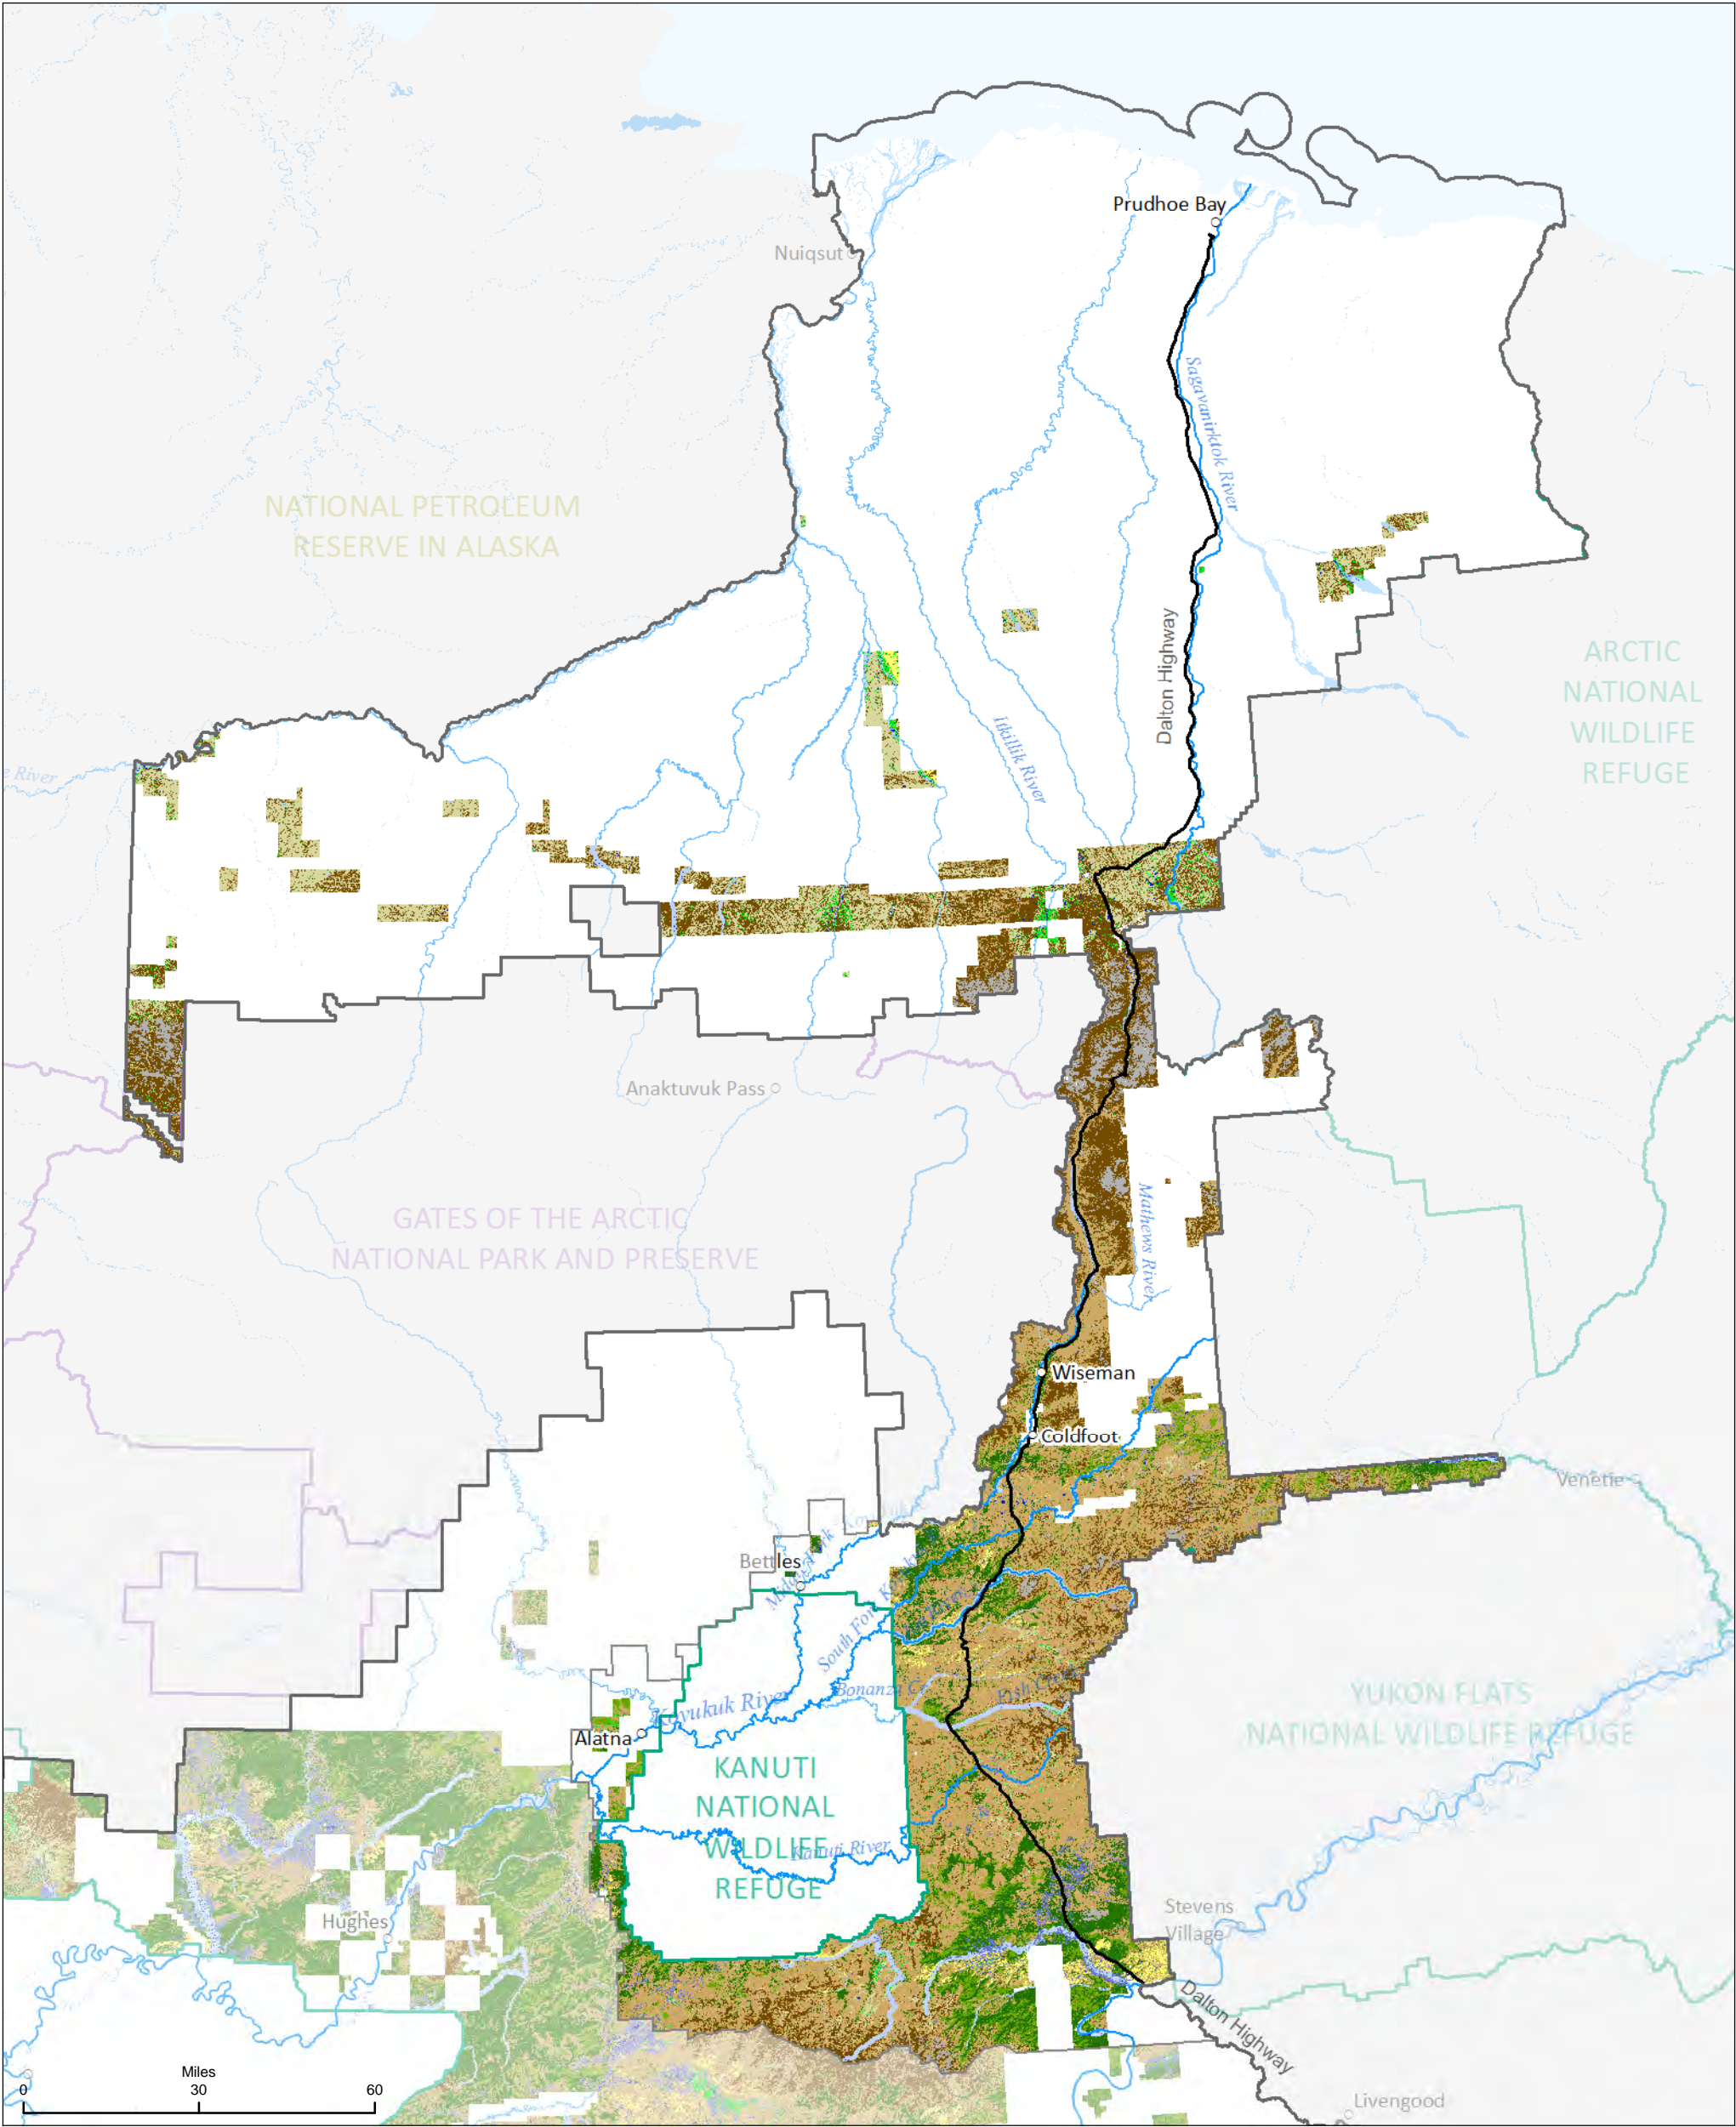 Prudhoe Bay
Nuiqsut
Sagavanirktok River
NATIONAL PETROLEUM
RESERVE IN ALASKA
Dalton Highway
ARCTIC
NATIONAL
WILDLIFE
REFUGE
Itkillik River
e River
Anaktuvuk Pass
Mathews River
GATES OF THE ARCTIC
NATIONAL PARK AND PRESERVE
Wiseman
Coldfoot
Venetie
Bettles
South Fork
Bonanza Cr
Fish Creek
Koyukuk River
Alatna
YUKON FLATS
NATIONAL WILDLIFE REFUGE
KANUTI
NATIONAL
WILDLIFE
REFUGE
Kanuti River
Hughes
Stevens
Village
Dalton Highway
Livengood
Miles
0 30 60